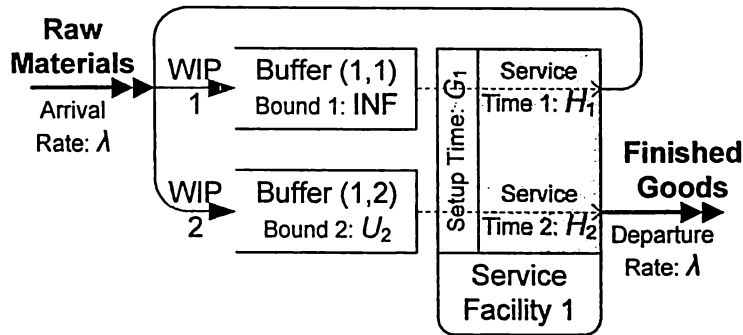 Raw
Materials
Arrival
Rate: λ
WIP
1
Buffer (1,1)
Bound 1: INF
WIP
2
Buffer (1,2)
Bound 2: U₂
Setup Time: G₁
Service
Time 1: H₁
Service
Time 2: H₂
Service
Facility 1
Finished
Goods
Departure
Rate: λ